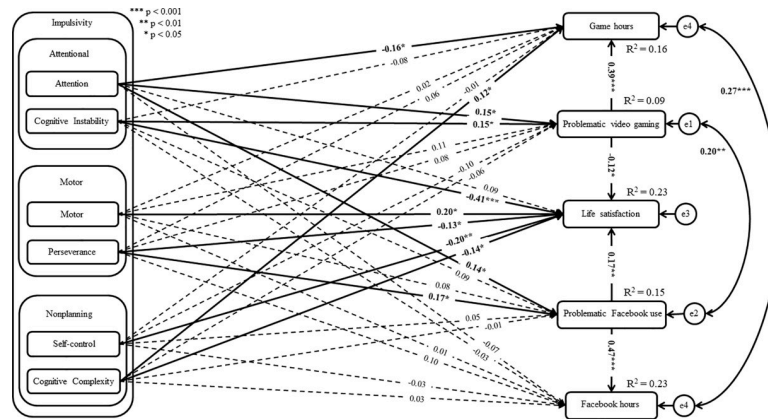 *** p < 0.001
** p < 0.01
* p < 0.05
Impulsivity
Attentional
Attention
Cognitive Instability
Motor
Motor
Perseverance
Nonplanning
Self-control
Cognitive Complexity
-0.16*
-0.08
0.02
0.06
-0.01
0.12*
0.15*
0.15*
0.11
0.08
-0.10
-0.06
0.09
-0.41***
0.20*
-0.13*
-0.20**
-0.14*
0.14*
0.09
0.08
0.17*
0.05
-0.01
-0.07
-0.03
0.01
0.10
-0.03
0.03
Game hours
e4
R² = 0.16
0.39***
0.27***
R² = 0.09
Problematic video gaming
e1
-0.12*
0.20**
R² = 0.23
Life satisfaction
e3
0.17**
R² = 0.15
Problematic Facebook use
e2
0.47***
R² = 0.23
Facebook hours
e4